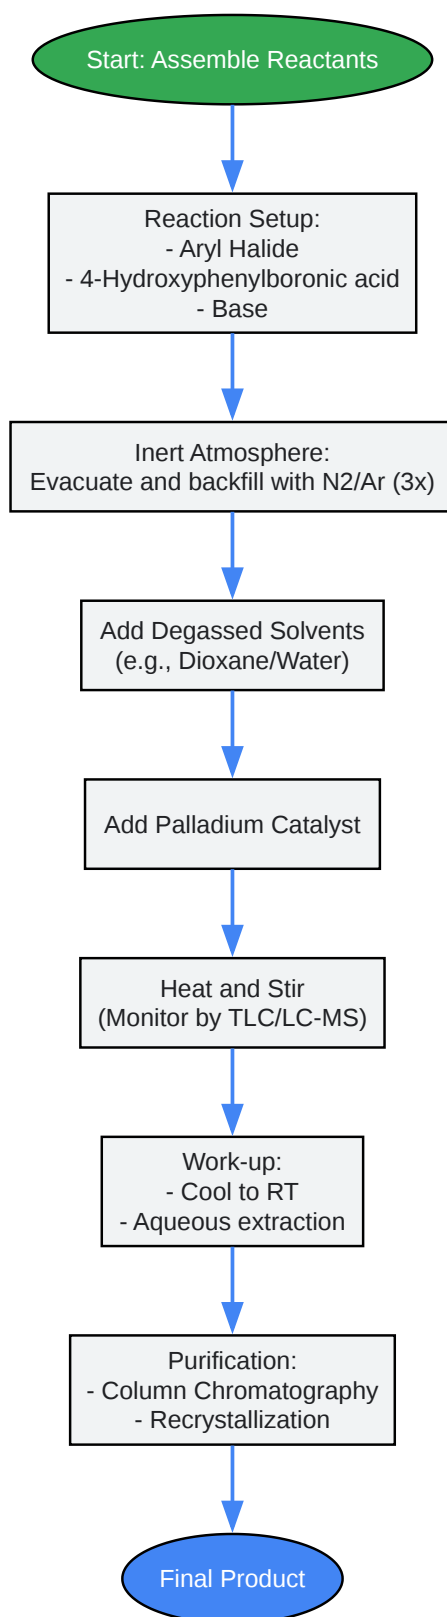 Start: Assemble Reactants
Reaction Setup:
- Aryl Halide
- 4-Hydroxyphenylboronic acid
- Base
Inert Atmosphere:
Evacuate and backfill with N2/Ar (3x)
Add Degassed Solvents
(e.g., Dioxane/Water)
Add Palladium Catalyst
Heat and Stir
(Monitor by TLC/LC-MS)
Work-up:
- Cool to RT
- Aqueous extraction
Purification:
- Column Chromatography
- Recrystallization
Final Product